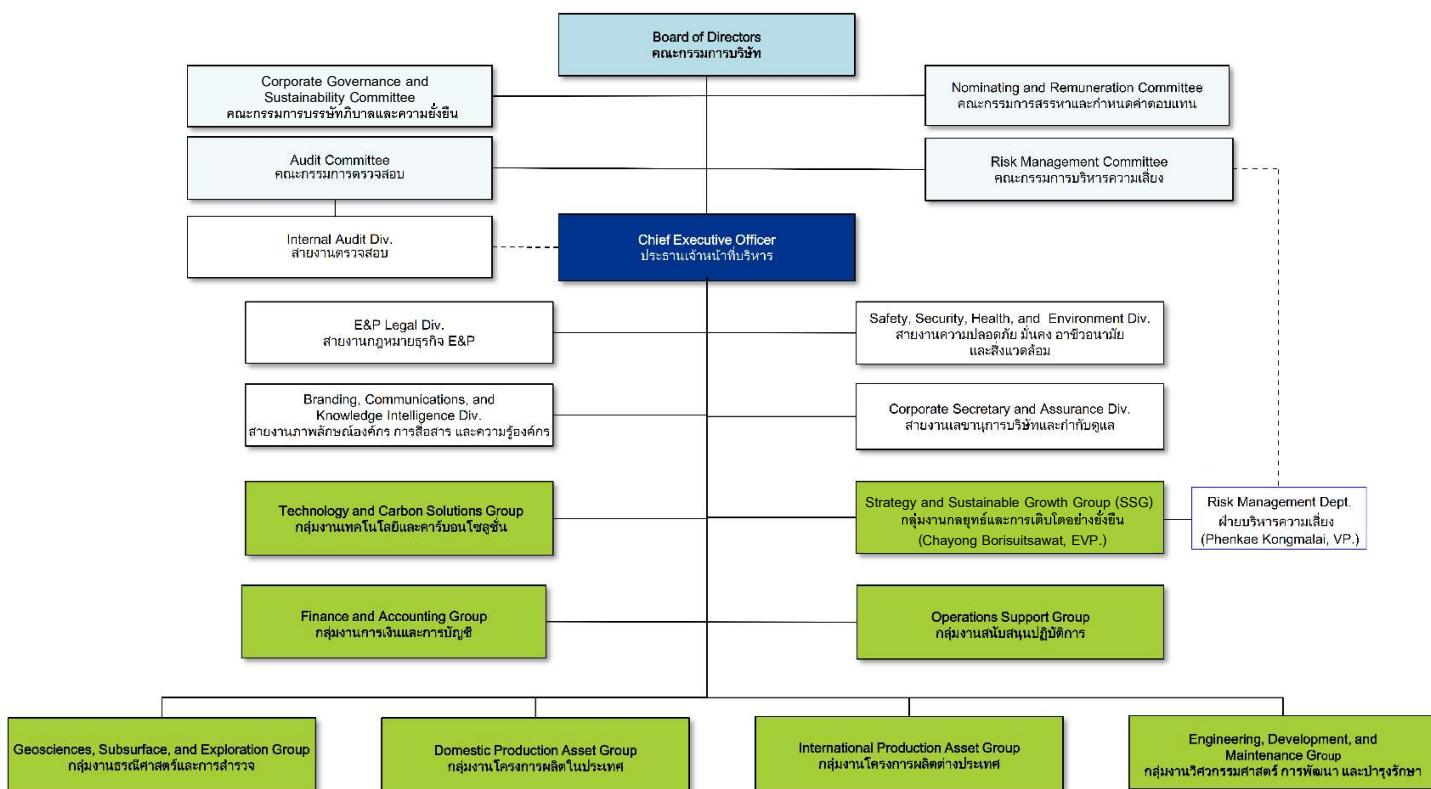 Board of Directors
คณะกรรมการบริษัท
Corporate Governance and
Sustainability Committee
คณะกรรมการบรรษัทภิบาลและความยั่งยืน
Nominating and Remuneration Committee
คณะกรรมการสรรหาและกำหนดค่าตอบแทน
Audit Committee
คณะกรรมการตรวจสอบ
Risk Management Committee
คณะกรรมการบริหารความเสี่ยง
Internal Audit Div.
สายงานตรวจสอบ
Chief Executive Officer
ประธานเจ้าหน้าที่บริหาร
E&P Legal Div.
สายงานกฎหมายธุรกิจ E&P
Safety, Security, Health, and Environment Div.
สายงานความปลอดภัย มั่นคง อาชีวอนามัย
และสิ่งแวดล้อม
Branding, Communications, and
Knowledge Intelligence Div.
สายงานภาพลักษณ์องค์กร การสื่อสาร และความรู้องค์กร
Corporate Secretary and Assurance Div.
สายงานเลขานุการบริษัทและกำกับดูแล
Technology and Carbon Solutions Group
กลุ่มงานเทคโนโลยีและคาร์บอนโซลูชั่น
Strategy and Sustainable Growth Group (SSG)
กลุ่มงานกลยุทธ์และการเติบโตอย่างยั่งยืน
(Chayong Borisuitsawat, EVP.)
Risk Management Dept.
ฝ่ายบริหารความเสี่ยง
(Phenkae Kongmalai, VP.)
Finance and Accounting Group
กลุ่มงานการเงินและการบัญชี
Operations Support Group
กลุ่มงานสนับสนุนปฏิบัติการ
Geosciences, Subsurface, and Exploration Group
กลุ่มงานธรณีศาสตร์และการสำรวจ
Domestic Production Asset Group
กลุ่มงานโครงการผลิตในประเทศ
International Production Asset Group
กลุ่มงานโครงการผลิตต่างประเทศ
Engineering, Development, and
Maintenance Group
กลุ่มงานวิศวกรรมศาสตร์ การพัฒนา และบำรุงรักษา